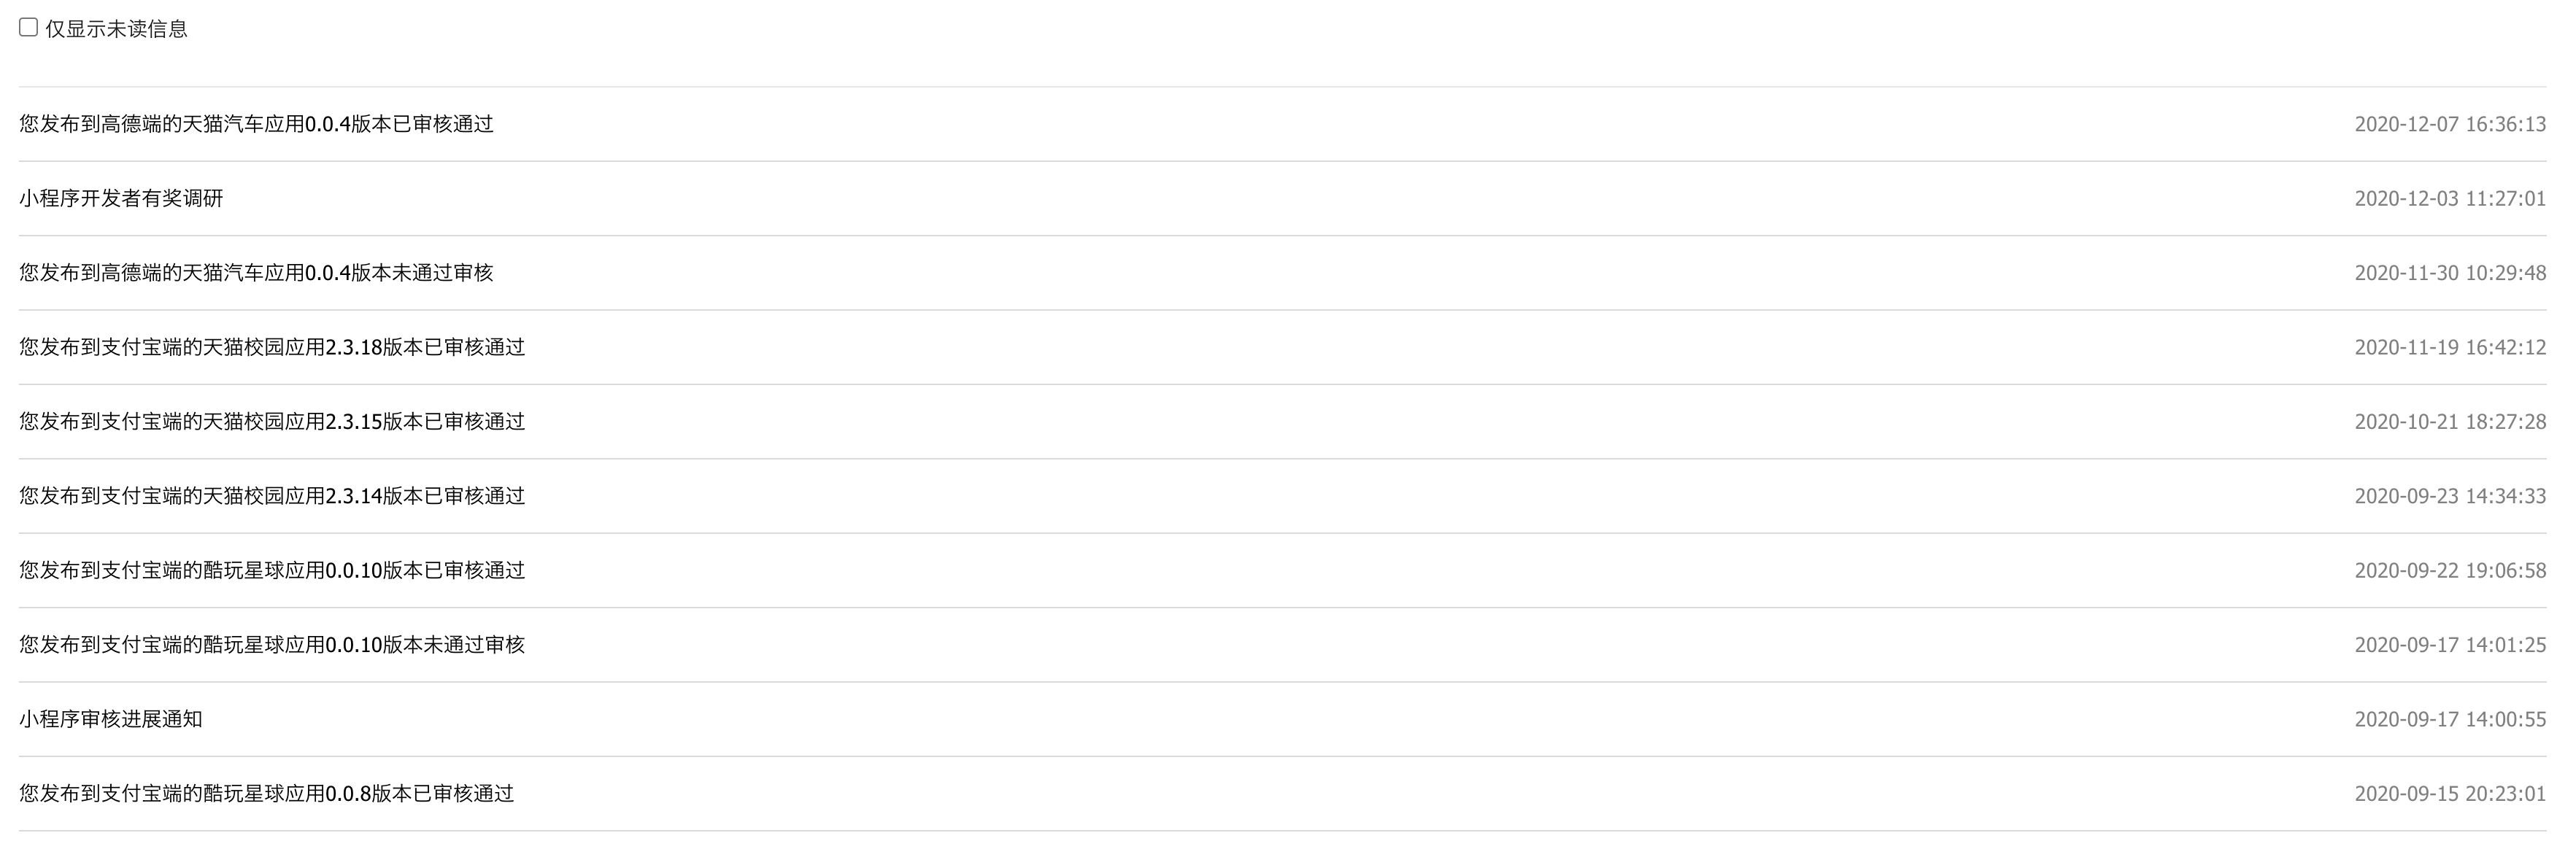 仅显示未读信息
您发布到高德端的天猫汽车应用0.0.4版本已审核通过 2020-12-07 16:36:13
小程序开发者有奖调研 2020-12-03 11:27:01
您发布到高德端的天猫汽车应用0.0.4版本未通过审核 2020-11-30 10:29:48
您发布到支付宝端的天猫校园应用2.3.18版本已审核通过 2020-11-19 16:42:12
您发布到支付宝端的天猫校园应用2.3.15版本已审核通过 2020-10-21 18:27:28
您发布到支付宝端的天猫校园应用2.3.14版本已审核通过 2020-09-23 14:34:33
您发布到支付宝端的酷玩星球应用0.0.10版本已审核通过 2020-09-22 19:06:58
您发布到支付宝端的酷玩星球应用0.0.10版本未通过审核 2020-09-17 14:01:25
小程序审核进展通知 2020-09-17 14:00:55
您发布到支付宝端的酷玩星球应用0.0.8版本已审核通过 2020-09-15 20:23:01